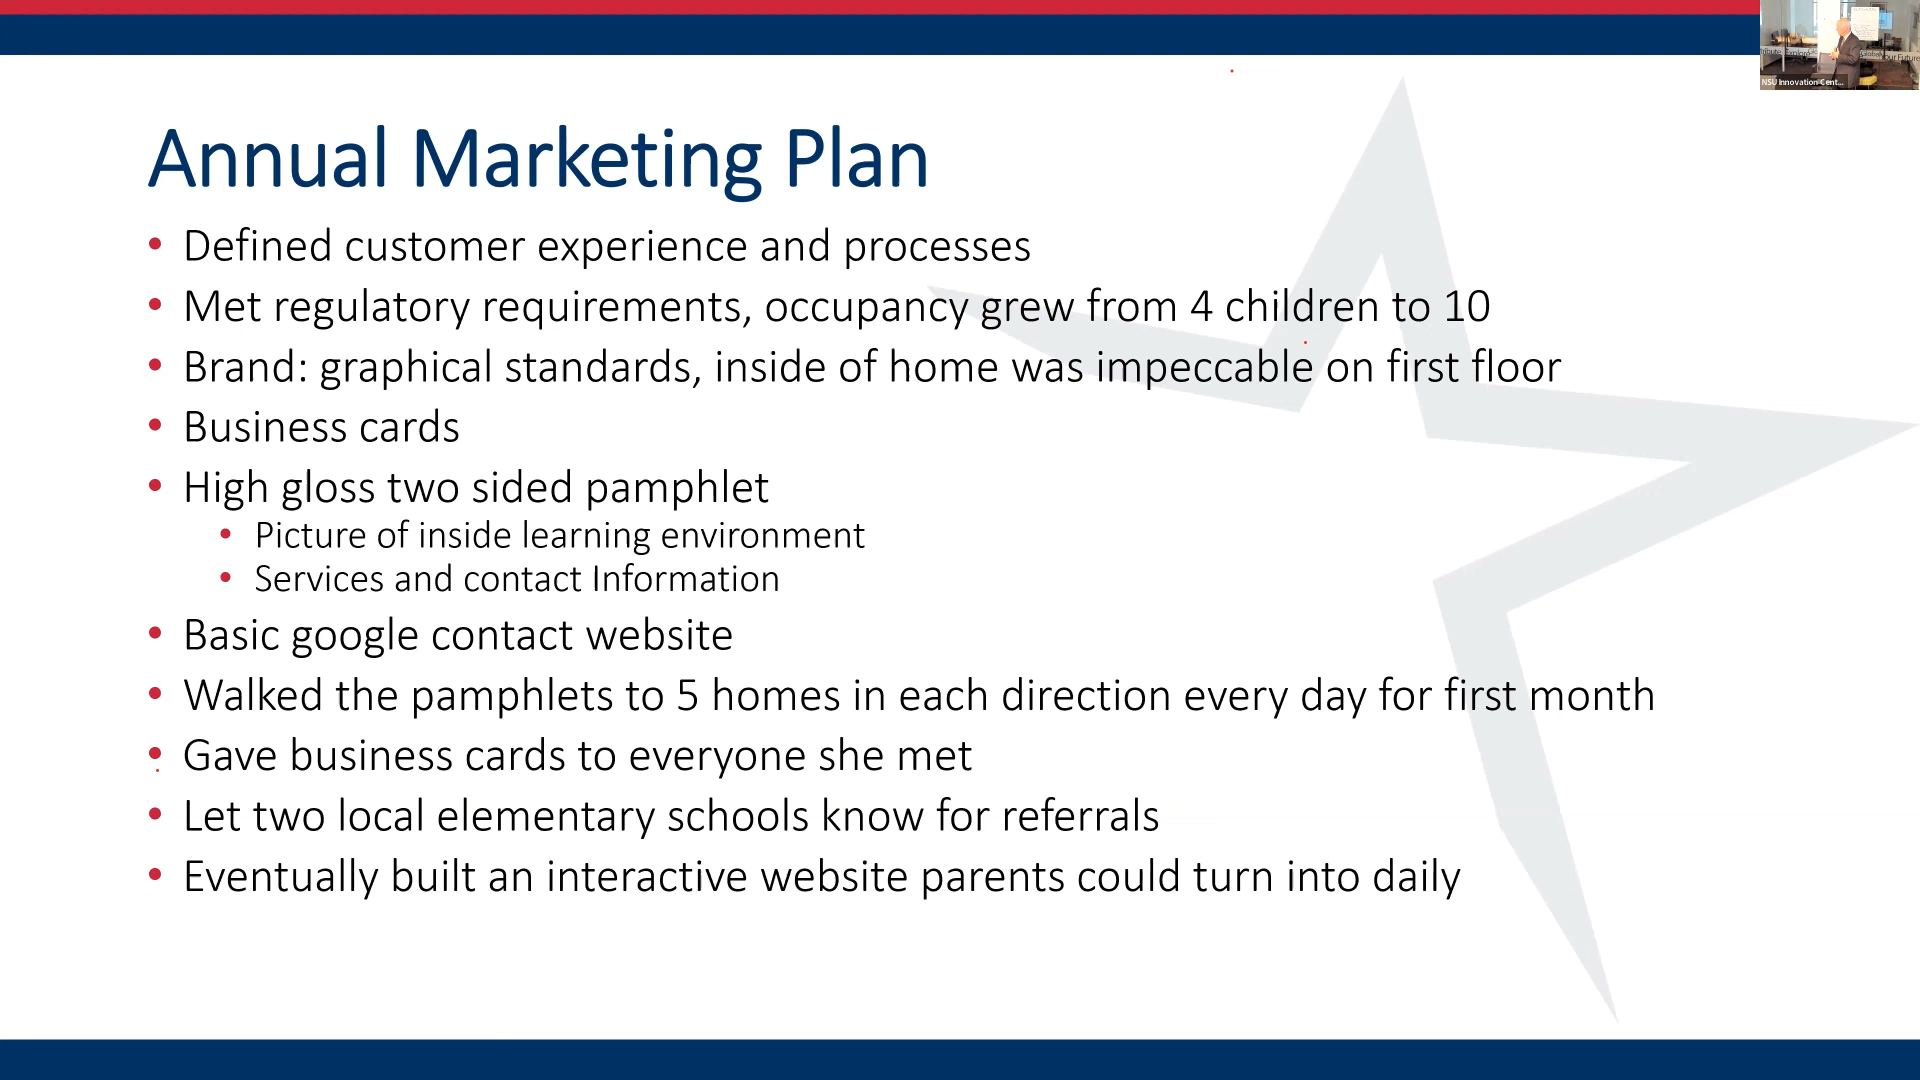 Annual Marketing Plan
• Defined customer experience and processes
• Met regulatory requirements, occupancy grew from 4 children to 10
• Brand: graphical standards, inside of home was impeccable on first floor
• Business cards
• High gloss two sided pamphlet
• Picture of inside learning environment
• Services and contact Information
• Basic google contact website
• Walked the pamphlets to 5 homes in each direction every day for first month
• Gave business cards to everyone she met
• Let two local elementary schools know for referrals
• Eventually built an interactive website parents could turn into daily
NSU Innovation Cent...